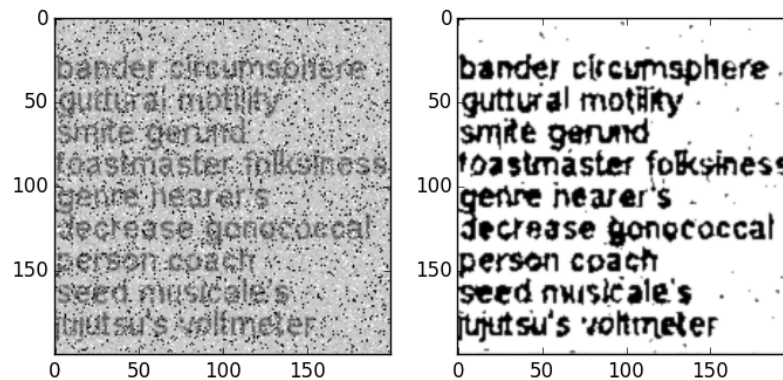 0
50
100
150
bander circumsphere
guttural motility
smite gerund
toastmaster folksiness
genre nearer's
decrease gonococcal
person coach
seed musicale's
jujutsu's voltmeter
0 50 100 150
0
50
100
150
bander circumsphere
guttural motility
smite gerund
toastmaster folksiness
genre nearer's
decrease gonococcal
person coach
seed musicale's
jujutsu's voltmeter
0 50 100 150